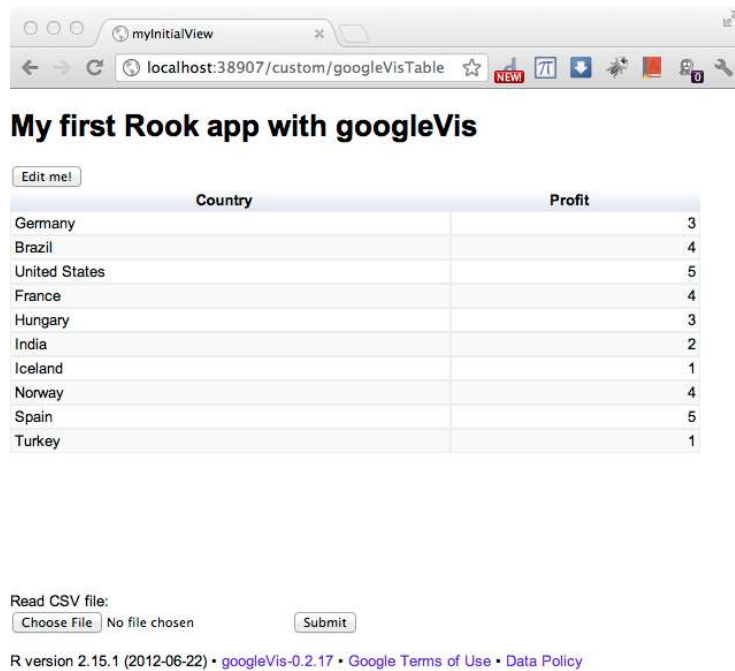 myInitialView
localhost:38907/custom/googleVisTable
NEW
π
0
My first Rook app with googleVis
Edit me!
Country Profit
Germany 3
Brazil 4
United States 5
France 4
Hungary 3
India 2
Iceland 1
Norway 4
Spain 5
Turkey 1
Read CSV file:
Choose File No file chosen Submit
R version 2.15.1 (2012-06-22) • googleVis-0.2.17 • Google Terms of Use • Data Policy